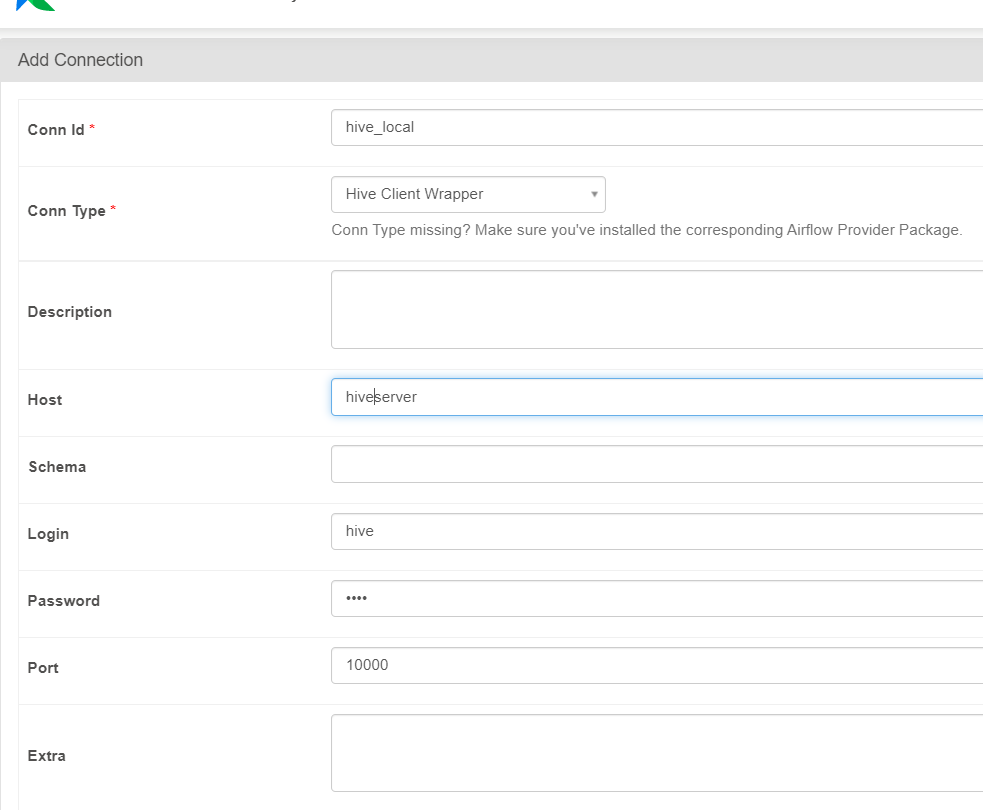 Add Connection
Conn Id *
hive_local
Conn Type *
Hive Client Wrapper
Conn Type missing? Make sure you've installed the corresponding Airflow Provider Package.
Description
Host
hiveserver
Schema
Login
hive
Password
••••
Port
10000
Extra